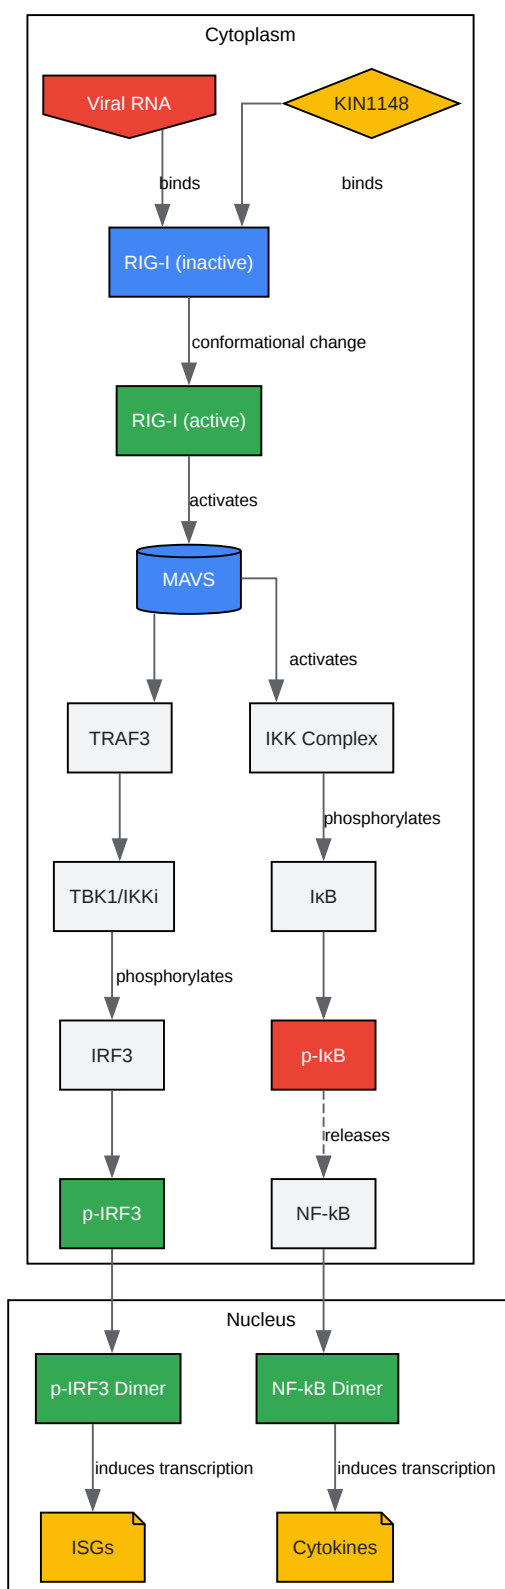 Cytoplasm
Viral RNA
KIN1148
binds
binds
RIG-I (inactive)
conformational change
RIG-I (active)
activates
MAVS
activates
TRAF3
IKK Complex
phosphorylates
TBK1/IKKi
IκB
phosphorylates
IRF3
p-IκB
releases
p-IRF3
NF-kB
Nucleus
p-IRF3 Dimer
NF-kB Dimer
induces transcription
induces transcription
ISGs
Cytokines